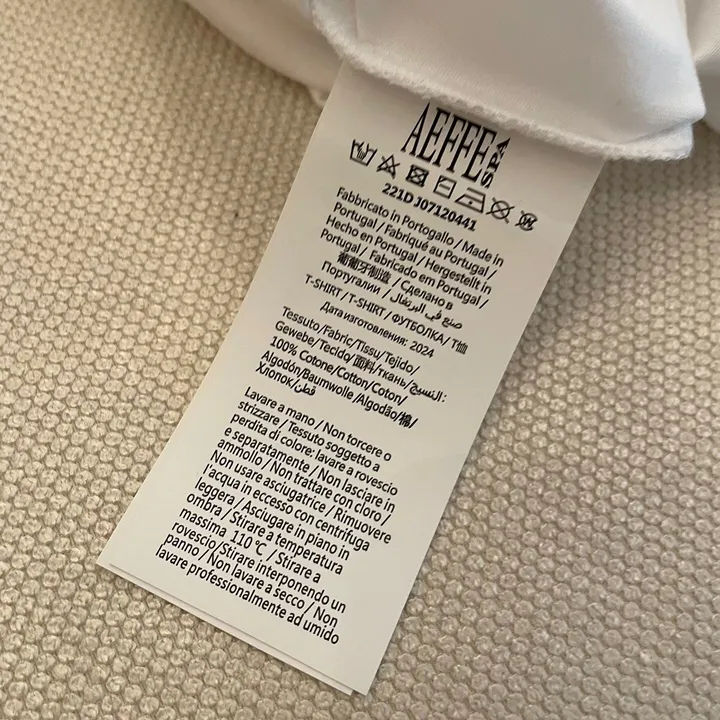 AEFFE SPA
221D J07120441
Fabbricato in Portogallo / Made in
Portugal / Fabriqué au Portugal /
Hecho en Portugal / Hergestellt in
Portugal / Fabricado em Portugal /
葡萄牙制造 / Сделано в
Португалии / صنع في البرتغال
T-SHIRT / T-SHIRT / ФУТБОЛКА / T恤
Дата изготовления: 2024
Tessuto/Fabric/Tissu/Tejido/
Gewebe/Tecido/面料/ткань/النسيج:
100% Cotone/Cotton/Coton/
Algodón/Baumwolle /Algodão/棉/
Хлопок/قطن
Lavare a mano / Non torcere o
strizzare / Tessuto soggetto a
perdita di colore: lavare a rovescio
e separatamente / Non lasciare in
ammollo / Non trattare con cloro /
Non usare asciugatrice / Rimuovere
l'acqua in eccesso con centrifuga
leggera / Asciugare in piano in
ombra / Stirare a temperatura
massima 110 °C / Stirare a
rovescio/Stirare interponendo un
panno / Non lavare a secco / Non
lavare professionalmente ad umido